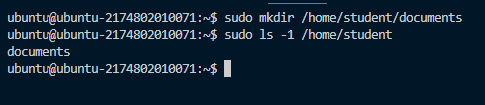 ubuntu@ubuntu-2174802010071:~$ sudo mkdir /home/student/documents
ubuntu@ubuntu-2174802010071:~$ sudo ls -1 /home/student
documents
ubuntu@ubuntu-2174802010071:~$